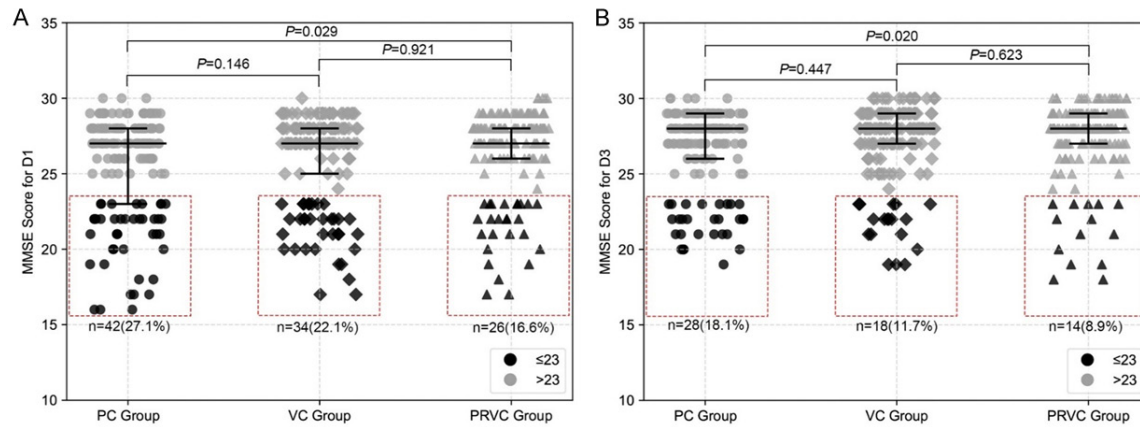 A
MMSE Score for D1
35
30
25
20
15
10
P=0.029
P=0.921
P=0.146
n=42(27.1%)
n=34(22.1%)
n=26(16.6%)
≤23
>23
PC Group
VC Group
PRVC Group
B
MMSE Score for D3
35
30
25
20
15
10
P=0.020
P=0.623
P=0.447
n=28(18.1%)
n=18(11.7%)
n=14(8.9%)
≤23
>23
PC Group
VC Group
PRVC Group